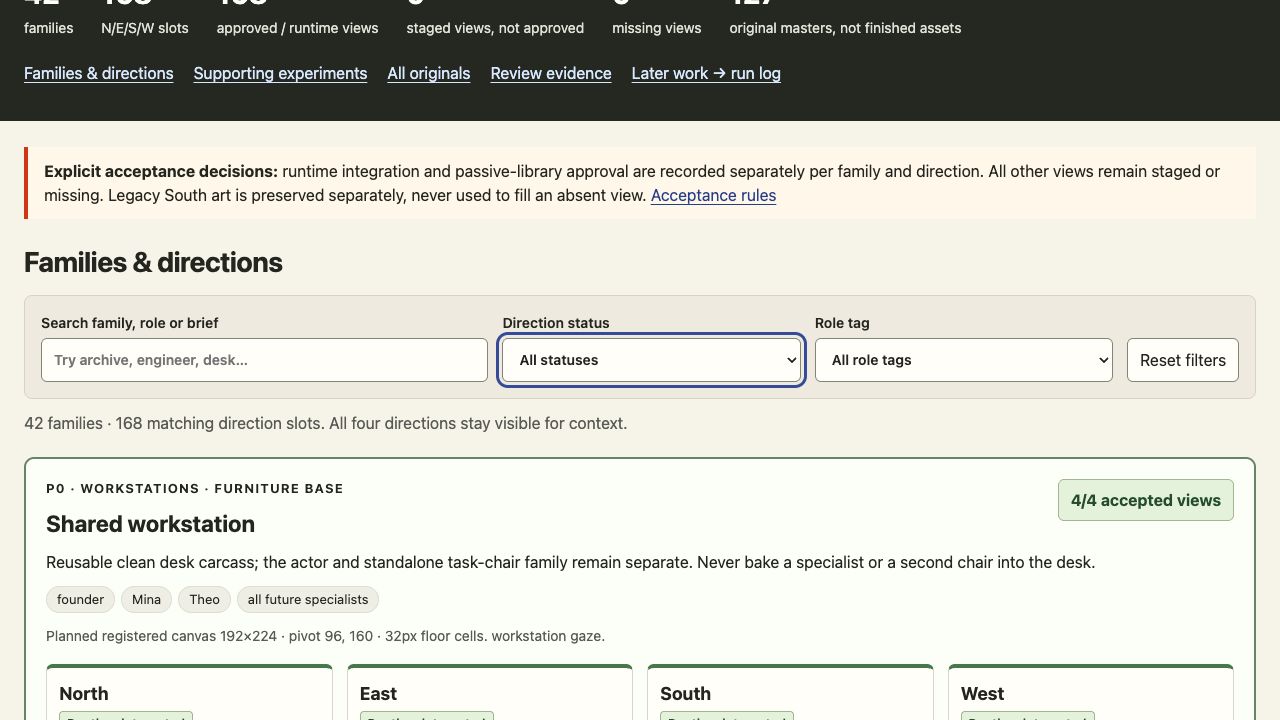 families N/E/S/W slots approved / runtime views staged views, not approved missing views original masters, not finished assets
Families & directions Supporting experiments All originals Review evidence Later work → run log
Explicit acceptance decisions: runtime integration and passive-library approval are recorded separately per family and direction. All other views remain staged or
missing. Legacy South art is preserved separately, never used to fill an absent view. Acceptance rules
Families & directions
Search family, role or brief Direction status Role tag
Try archive, engineer, desk... All statuses All role tags Reset filters
42 families · 168 matching direction slots. All four directions stay visible for context.
P0 · WORKSTATIONS · FURNITURE BASE
4/4 accepted views
Shared workstation
Reusable clean desk carcass; the actor and standalone task-chair family remain separate. Never bake a specialist or a second chair into the desk.
founder Mina Theo all future specialists
Planned registered canvas 192×224 · pivot 96, 160 · 32px floor cells. workstation gaze.
North East South West